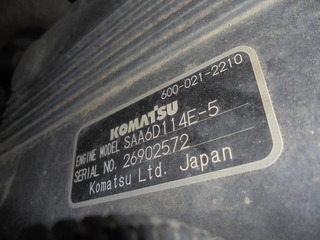 600-021-2210
KOMATSU
ENGINE MODEL SAA6D114E-5
SERIAL NO. 26902572
Komatsu Ltd. Japan